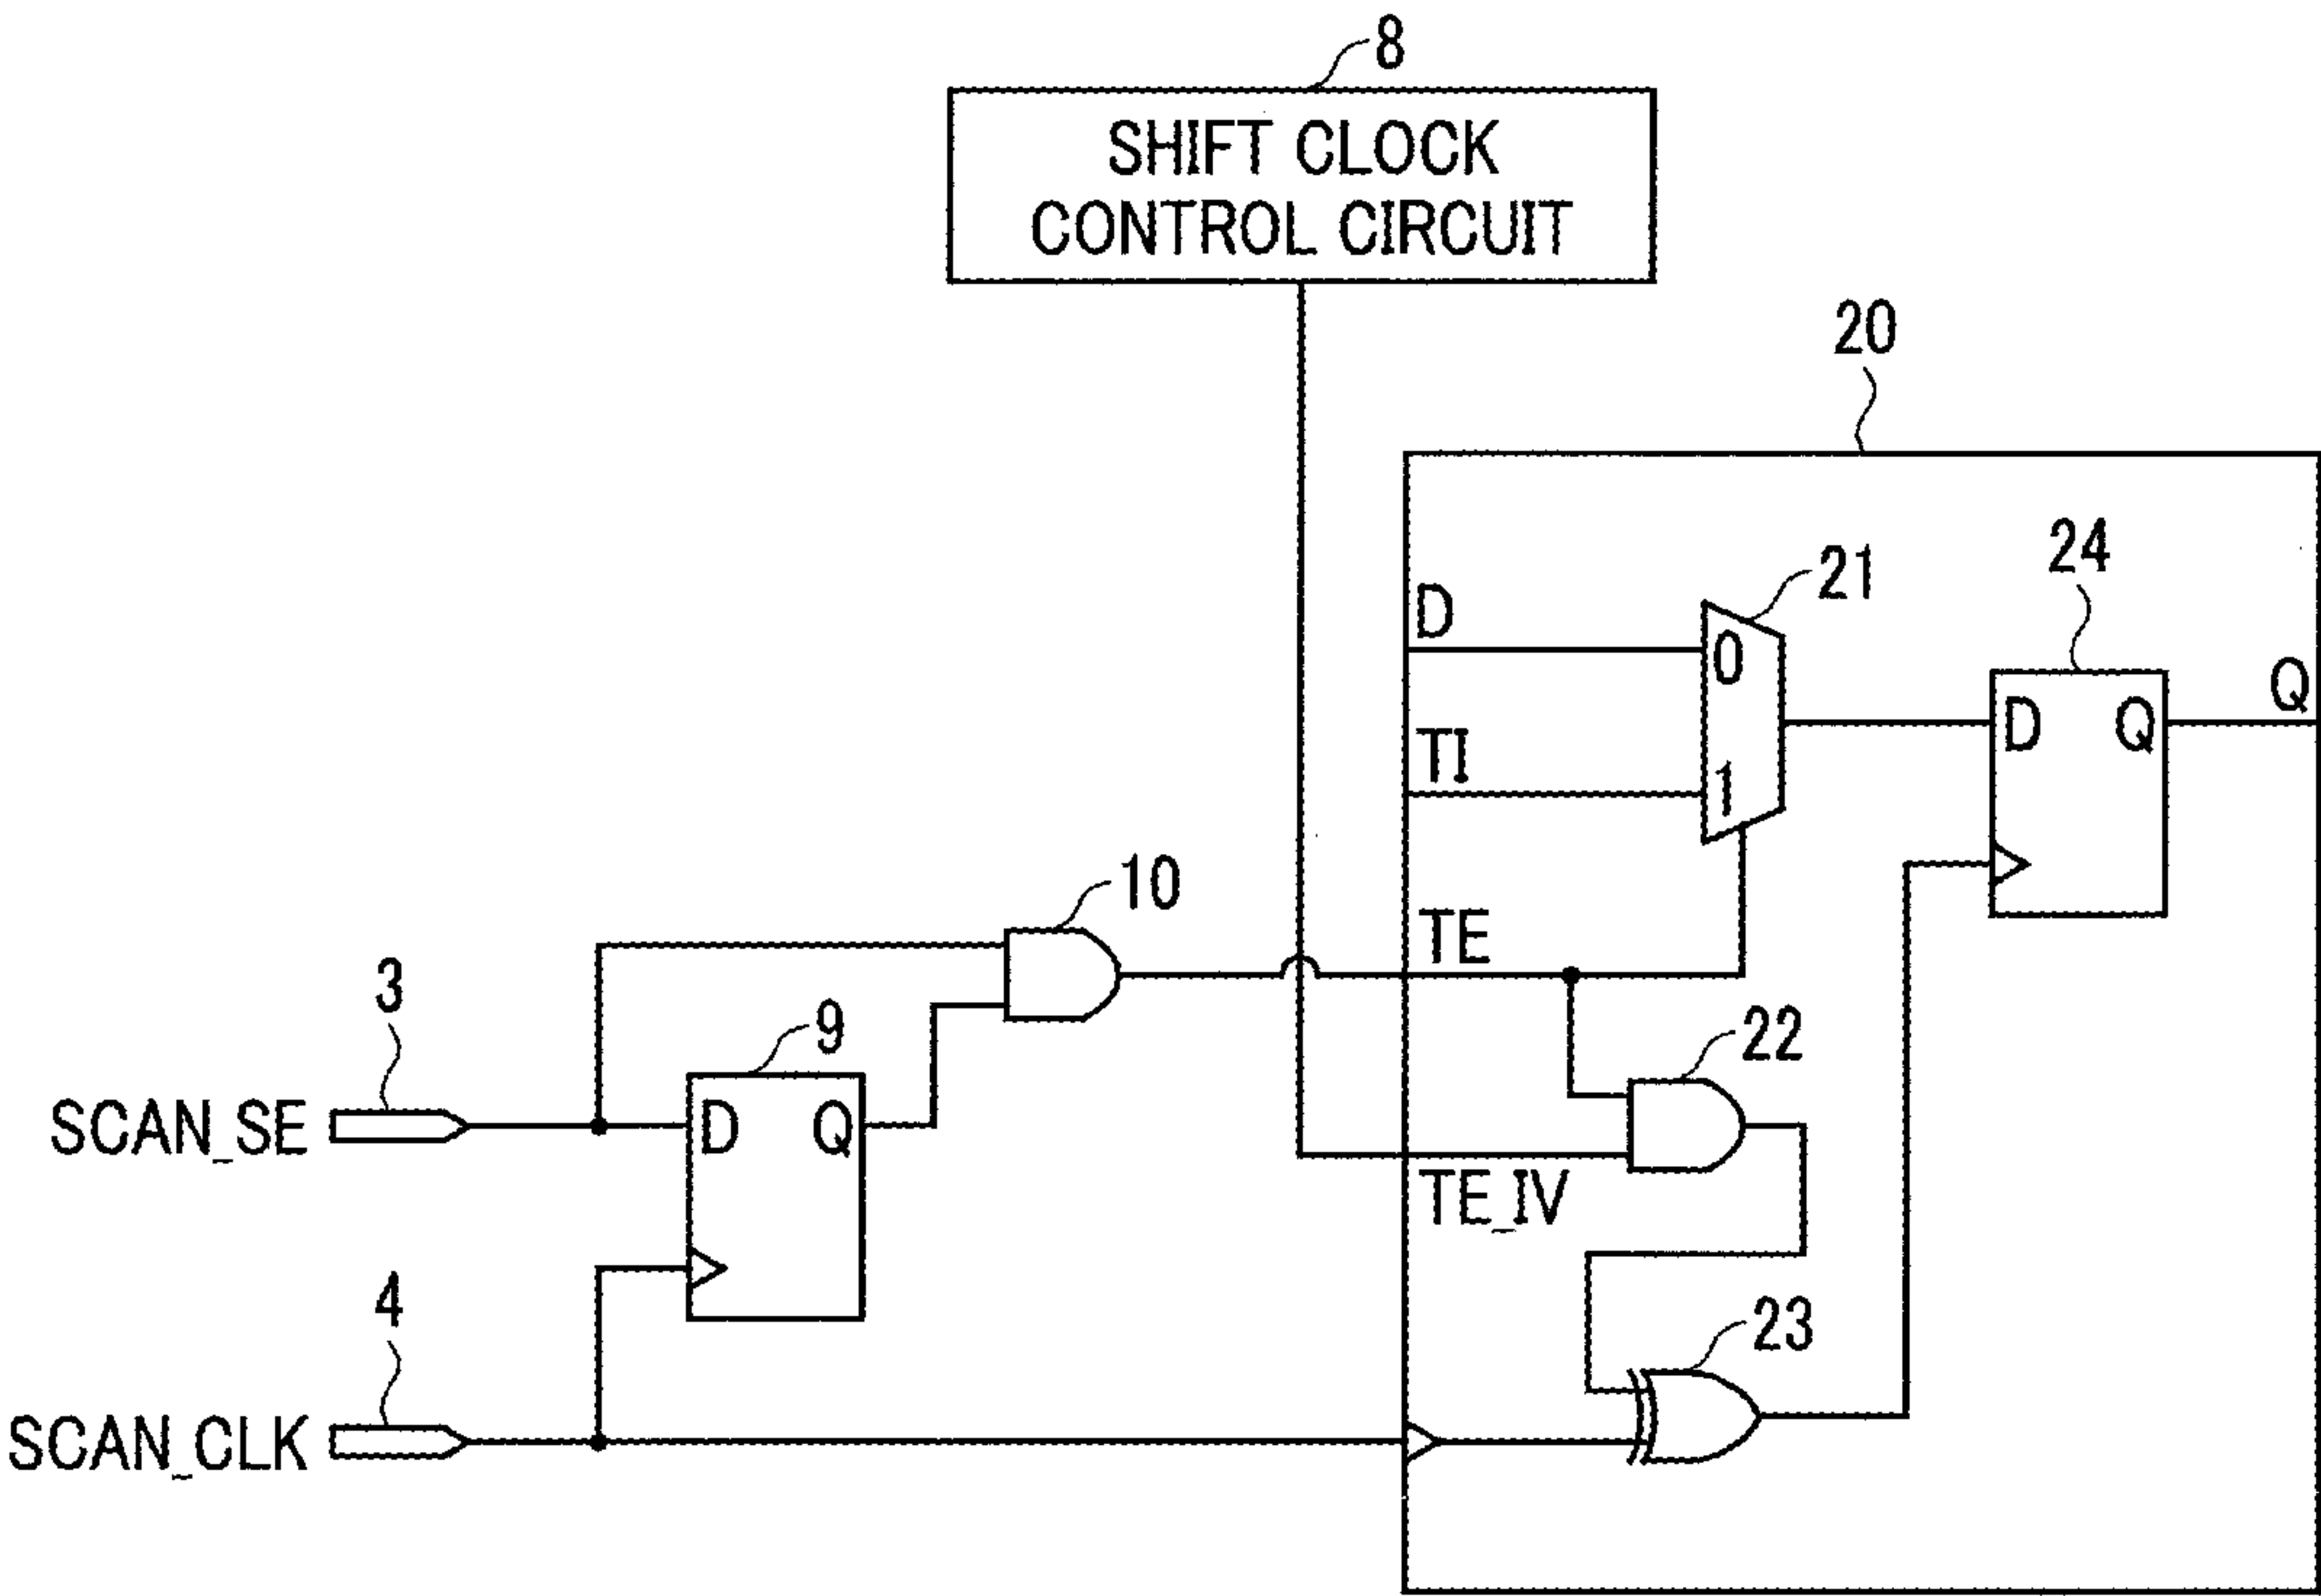 8
SHIFT CLOCK
CONTROL CIRCUIT
20
21
24
D
0
D
Q
Q
TI
1
10
TE
3
9
22
SCAN_SE
D
Q
TE_IV
4
23
SCAN_CLK